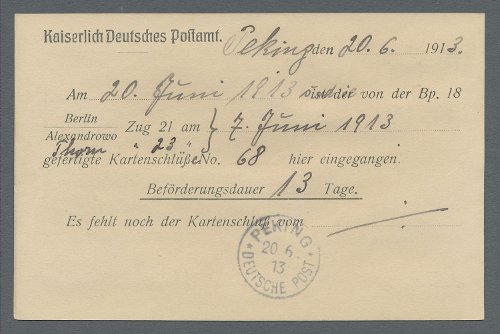 Kaiserlich Deutsches Postamt.
Peking den 20. 6. 1913.
Am 20. Juni 1913 der von der Bp. 18
Berlin
Alexandrowo Zug 21 am } 7. Juni 1913
Thorn " 23 "
gefertigte Kartenschlüße No. 68 hier eingegangen.
Beförderungsdauer 13 Tage.
Es fehlt noch der Kartenschluß vom
PEKING
20 6
13
* DEUTSCHE POST *